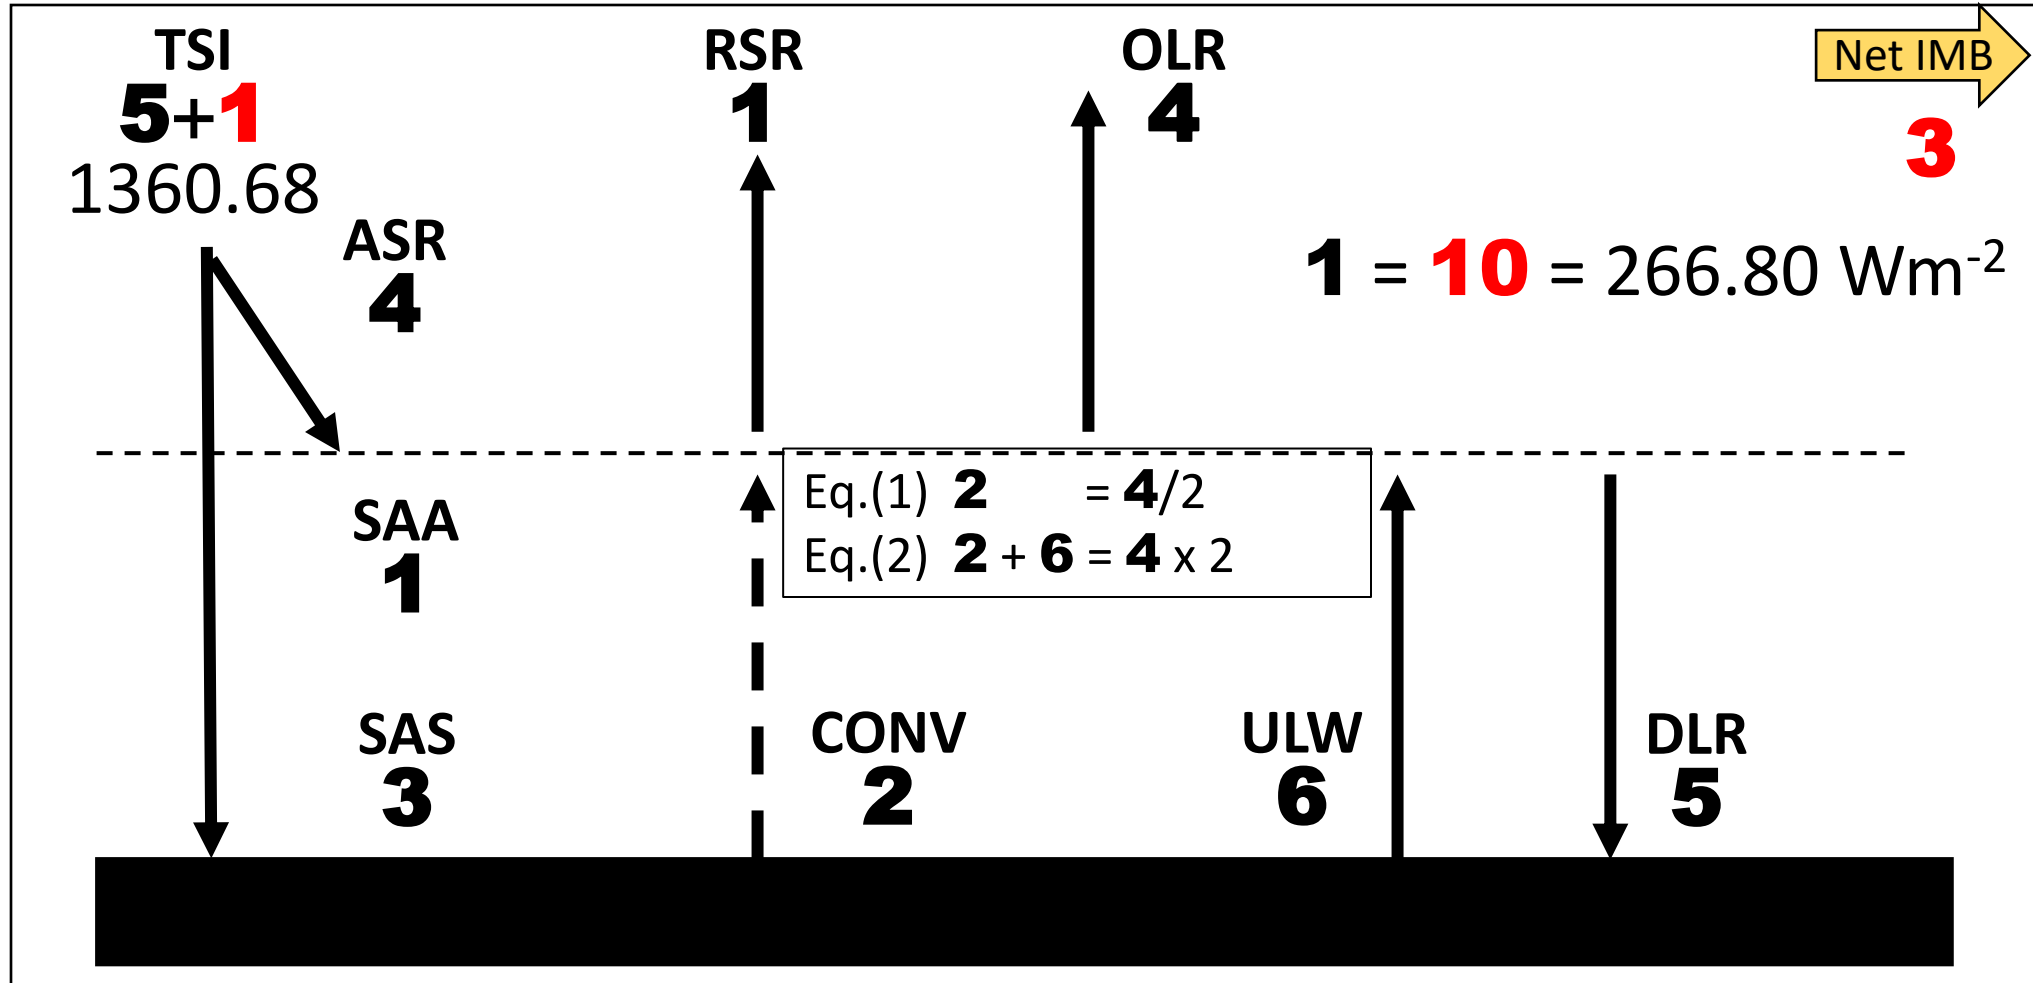 TSI
5+1
1360.68
RSR
1
OLR
4
Net IMB
3
ASR
4
1 = 10 = 266.80 Wm-2
Eq.(1) 2 = 4/2
Eq.(2) 2 + 6 = 4 x 2
SAA
1
SAS
3
CONV
2
ULW
6
DLR
5